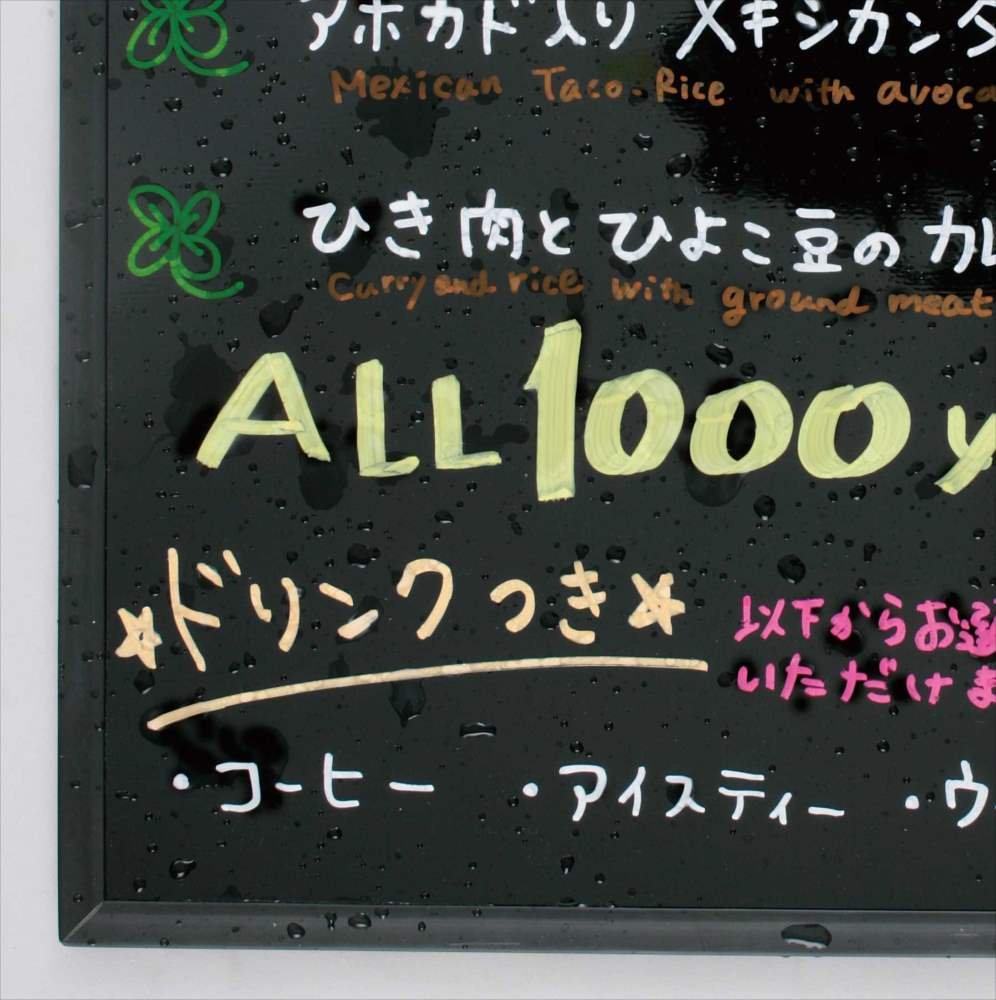 アボカド入り メキシカンタ
Mexican Taco-Rice with avoca
ひき肉とひよこ豆のカレ
Curry and rice with ground meat
ALL 1000 y
☆ドリンクつき☆
以下からお選
いただけま
・コーヒー ・アイスティー ・ウ